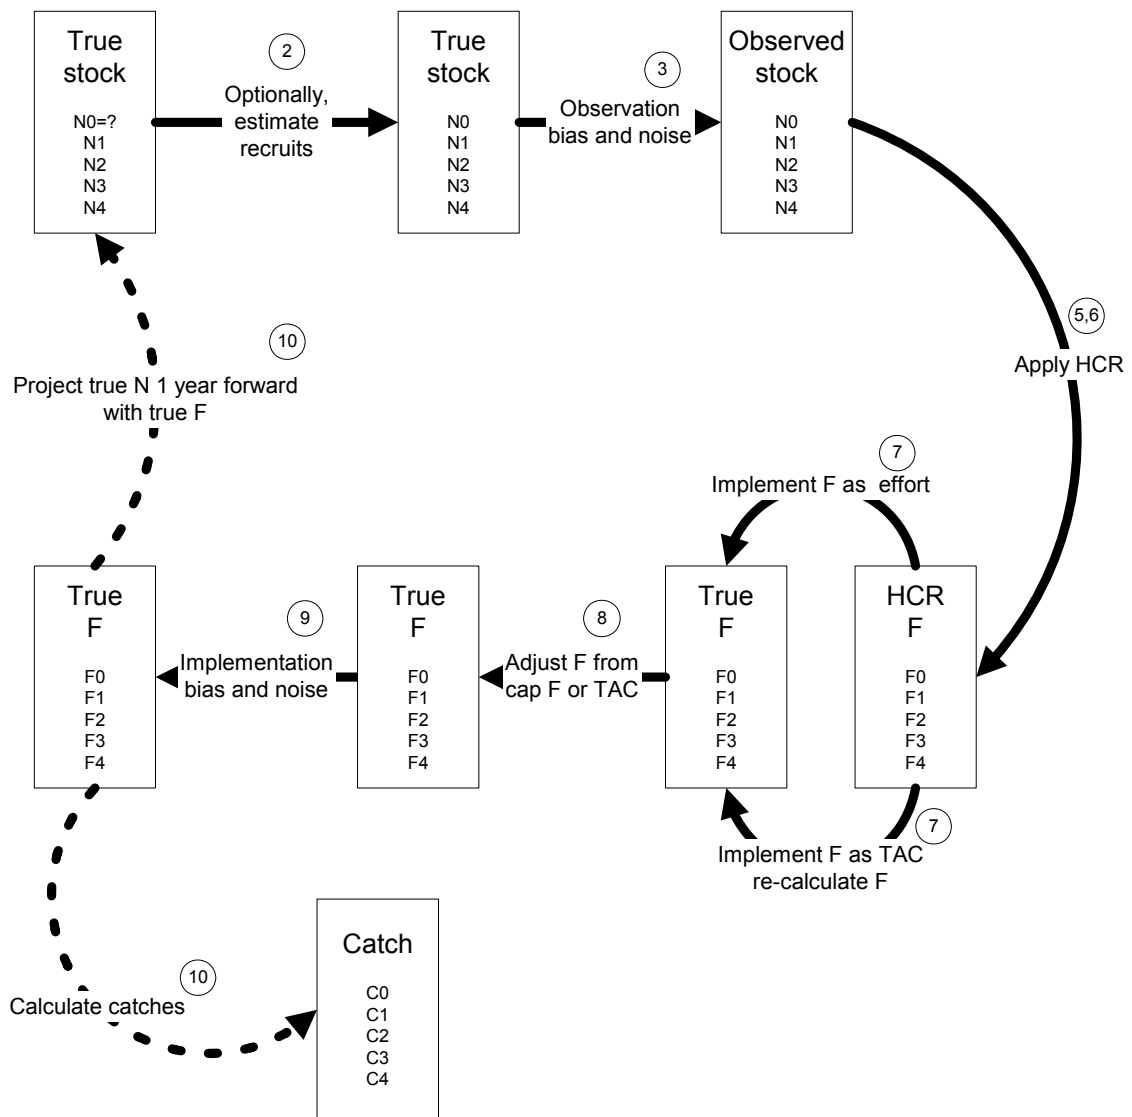 True
stock
N0=?
N1
N2
N3
N4
2
Optionally,
estimate
recruits
True
stock
N0
N1
N2
N3
N4
3
Observation
bias and noise
Observed
stock
N0
N1
N2
N3
N4
5,6
Apply HCR
10
Project true N 1 year forward
with true F
7
Implement F as effort
HCR
F
F0
F1
F2
F3
F4
7
Implement F as TAC
re-calculate F
True
F
F0
F1
F2
F3
F4
8
Adjust F from
cap F or TAC
True
F
F0
F1
F2
F3
F4
9
Implementation
bias and noise
True
F
F0
F1
F2
F3
F4
10
Calculate catches
Catch
C0
C1
C2
C3
C4